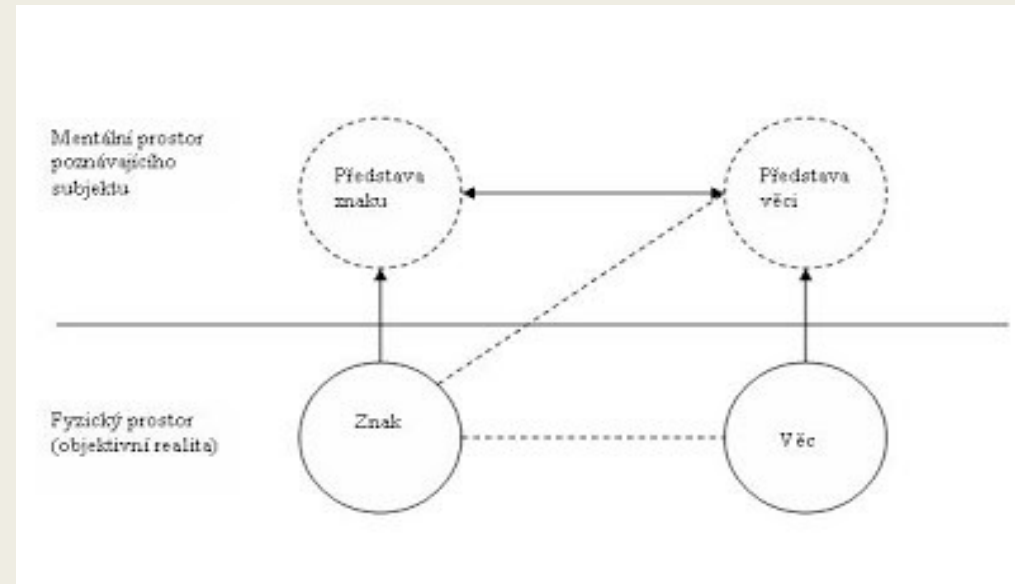 Mentální prostor
poznávajícího
subjektu
Představa
znaku
Představa
věci
Fyzický prostor
(objektivní realita)
Znak
Věc